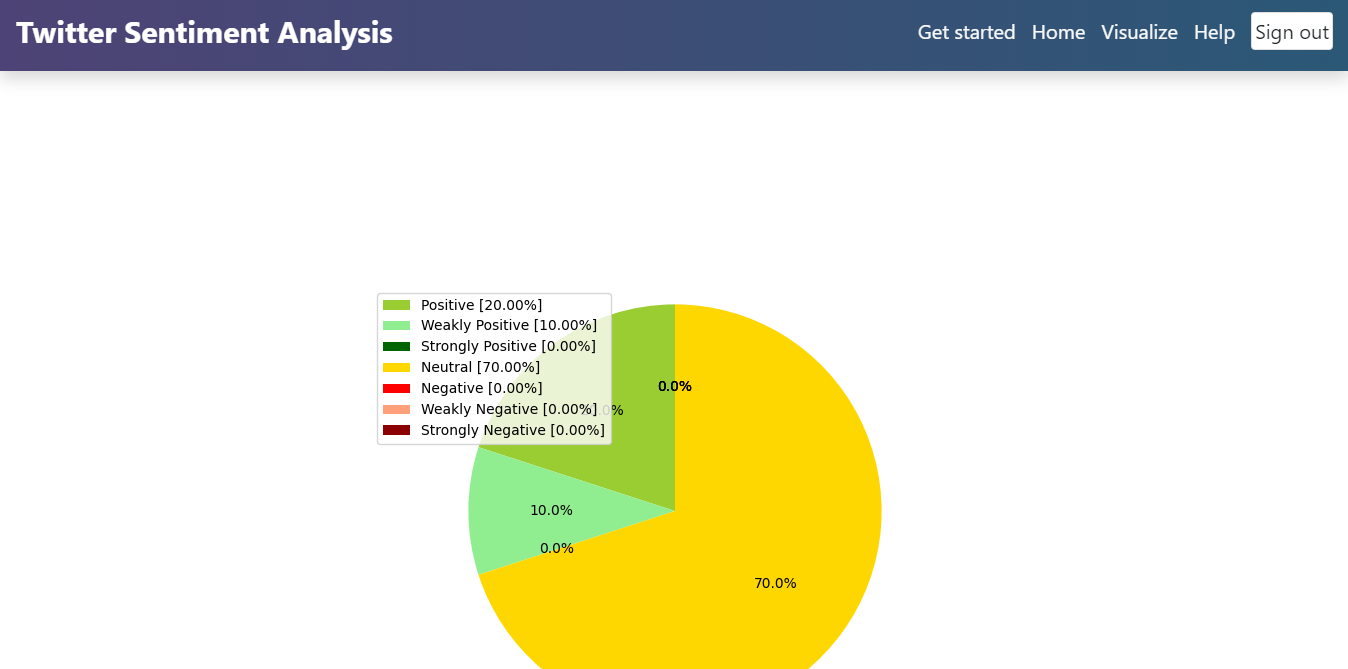 Twitter Sentiment Analysis
Get started Home Visualize Help Sign out
Positive [20.00%]
Weakly Positive [10.00%]
Strongly Positive [0.00%]
Neutral [70.00%]
Negative [0.00%]
Weakly Negative [0.00%]
Strongly Negative [0.00%]
0.0%
10.0%
0.0%
70.0%